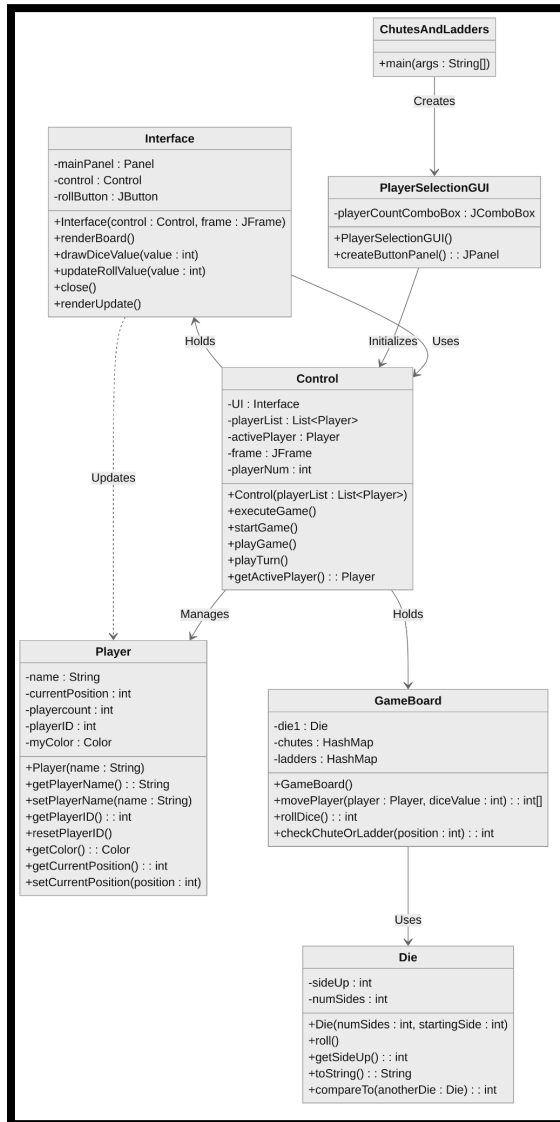 ChutesAndLadders
+main(args : String[])
Creates
Interface
-mainPanel : Panel
-control : Control
-rollButton : JButton
+Interface(control : Control, frame : JFrame)
+renderBoard()
+drawDiceValue(value : int)
+updateRollValue(value : int)
+close()
+renderUpdate()
PlayerSelectionGUI
-playerCountComboBox : JComboBox
+PlayerSelectionGUI()
+createButtonPanel() : : JPanel
Holds
Initializes
Uses
Control
-UI : Interface
-playerList : List<Player>
-activePlayer : Player
-frame : JFrame
-playerNum : int
+Control(playerList : List<Player>)
+executeGame()
+startGame()
+playGame()
+playTurn()
+getActivePlayer() : : Player
Updates
Manages
Holds
Player
-name : String
-currentPosition : int
-playercount : int
-playerID : int
-myColor : Color
+Player(name : String)
+getPlayerName() : : String
+setPlayerName(name : String)
+getPlayerID() : : int
+resetPlayerID()
+getColor() : : Color
+getCurrentPosition() : : int
+setCurrentPosition(position : int)
GameBoard
-die1 : Die
-chutes : HashMap
-ladders : HashMap
+GameBoard()
+movePlayer(player : Player, diceValue : int) : : int[]
+rollDice() : : int
+checkChuteOrLadder(position : int) : : int
Uses
Die
-sideUp : int
-numSides : int
+Die(numSides : int, startingSide : int)
+roll()
+getSideUp() : : int
+toString() : : String
+compareTo(anotherDie : Die) : : int